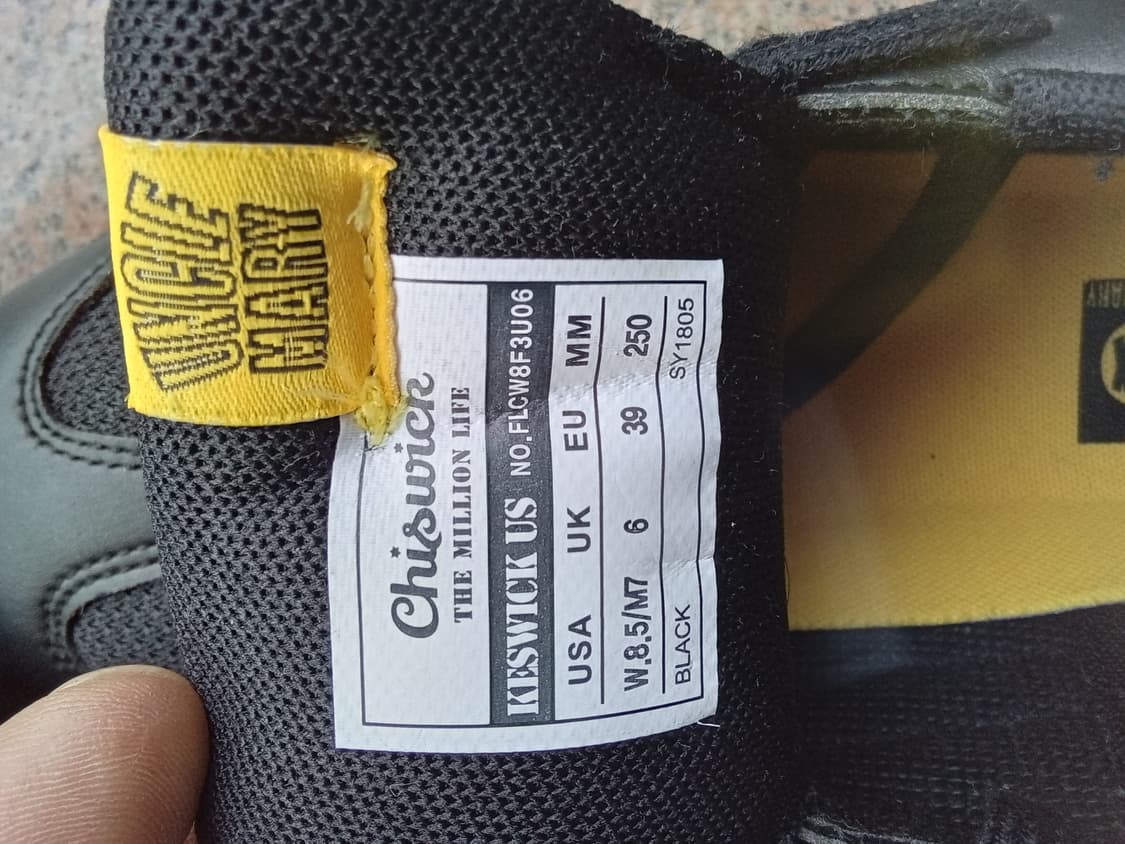 UNCLE
MARY
Chiswick
THE MILLION LIFE
KESWICK US NO.FLCW8F3U06
USA UK EU MM
W.8.5/M7 6 39 250
BLACK SY1805
ARY